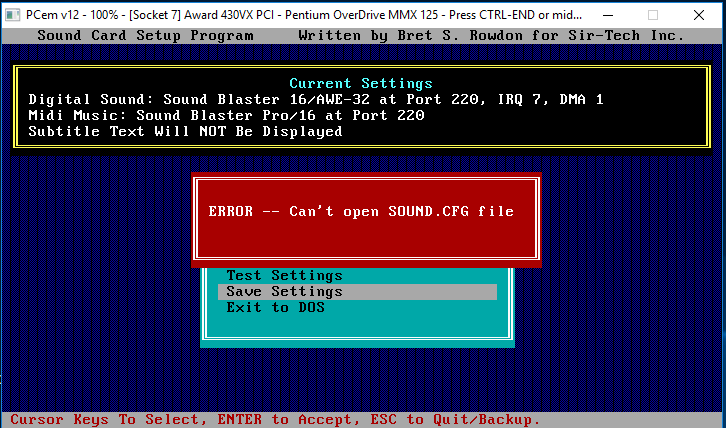 PCem v12 - 100% - [Socket 7] Award 430VX PCI - Pentium OverDrive MMX 125 - Press CTRL-END or mid...
Sound Card Setup Program Written by Bret S. Rowdon for Sir-Tech Inc.
Current Settings
Digital Sound: Sound Blaster 16/AWE-32 at Port 220, IRQ 7, DMA 1
Midi Music: Sound Blaster Pro/16 at Port 220
Subtitle Text Will NOT Be Displayed
ERROR -- Can't open SOUND.CFG file
Test Settings
Save Settings
Exit to DOS
Cursor Keys To Select, ENTER to Accept, ESC to Quit/Backup.